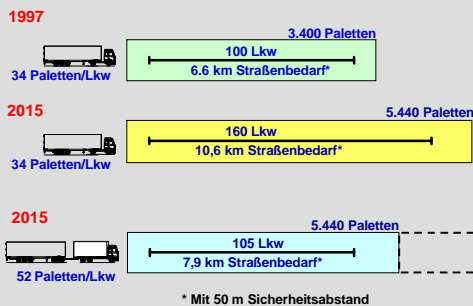 1997
3.400 Paletten
100 Lkw
6.6 km Straßenbedarf*
34 Paletten/Lkw
2015
5.440 Paletten
160 Lkw
10,6 km Straßenbedarf*
34 Paletten/Lkw
2015
5.440 Paletten
105 Lkw
7,9 km Straßenbedarf*
52 Paletten/Lkw
* Mit 50 m Sicherheitsabstand